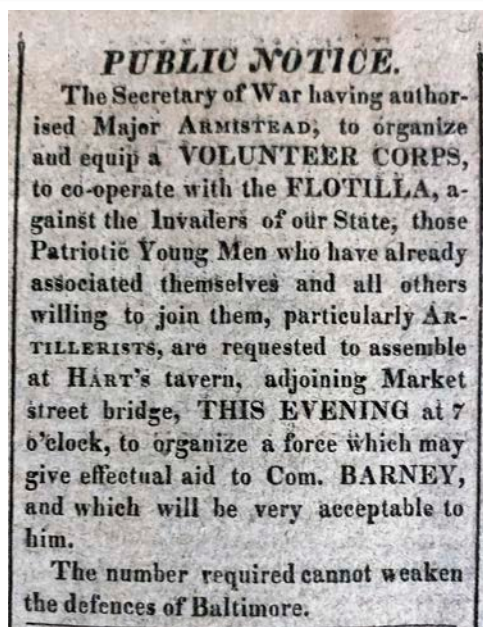 PUBLIC NOTICE.
The Secretary of War having author-
ised Major ARMISTEAD, to organize
and equip a VOLUNTEER CORPS,
to co-operate with the FLOTILLA, a-
gainst the Invaders of our State, those
Patriotic Young Men who have already
associated themselves and all others
willing to join them, particularly AR-
TILLERISTS, are requested to assemble
at HART's tavern, adjoining Market
street bridge, THIS EVENING at 7
o'clock, to organize a force which may
give effectual aid to Com. BARNEY,
and which will be very acceptable to
him.
The number required cannot weaken
the defences of Baltimore.